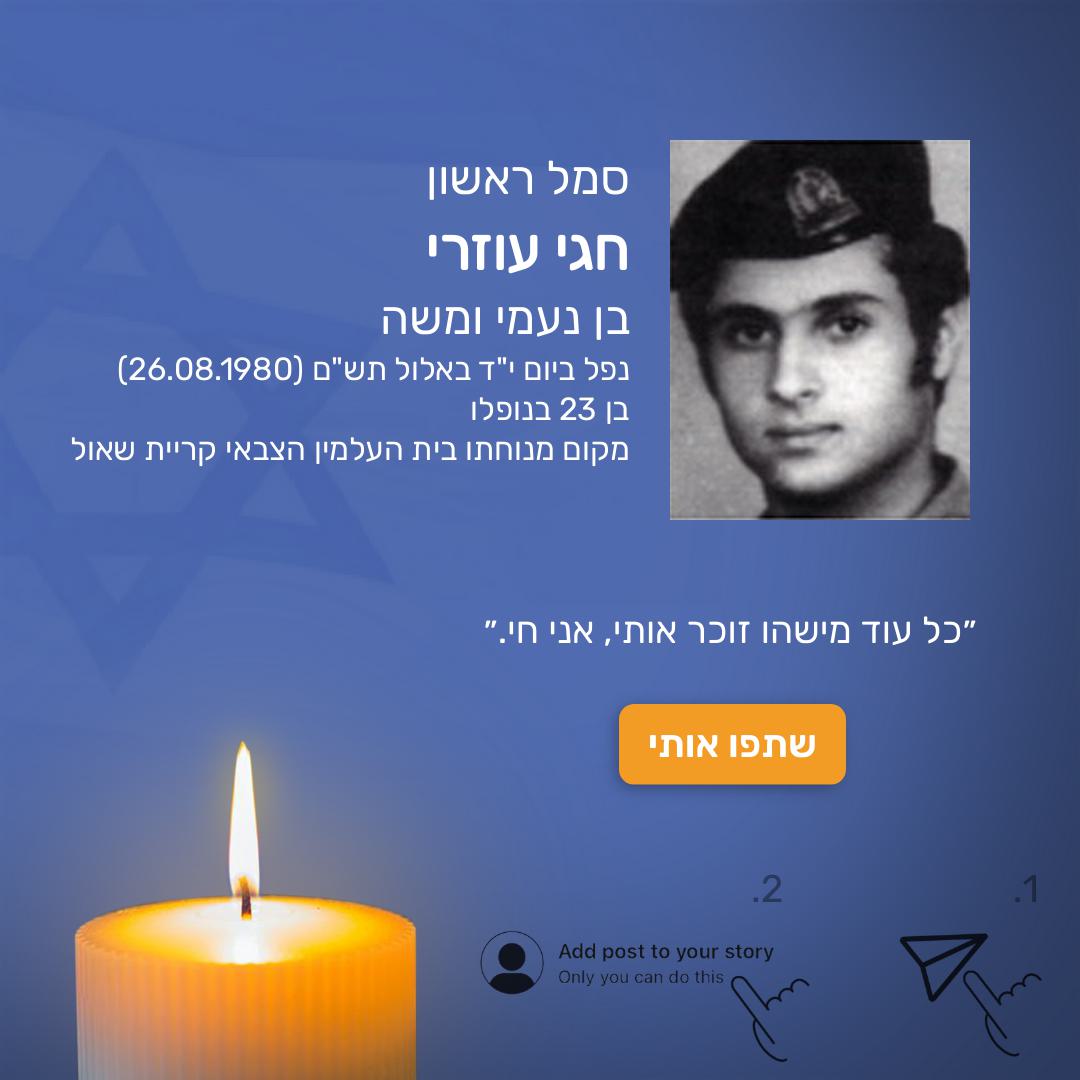 סמל ראשון
חגי עוזרי
בן נעמי ומשה
נפל ביום י"ד באלול תש"ם (26.08.1980)
בן 23 בנופלו
מקום מנוחתו בית העלמין הצבאי קריית שאול
״כל עוד מישהו זוכר אותי, אני חי.״
שתפו אותי
1.
2.
Add post to your story
Only you can do this